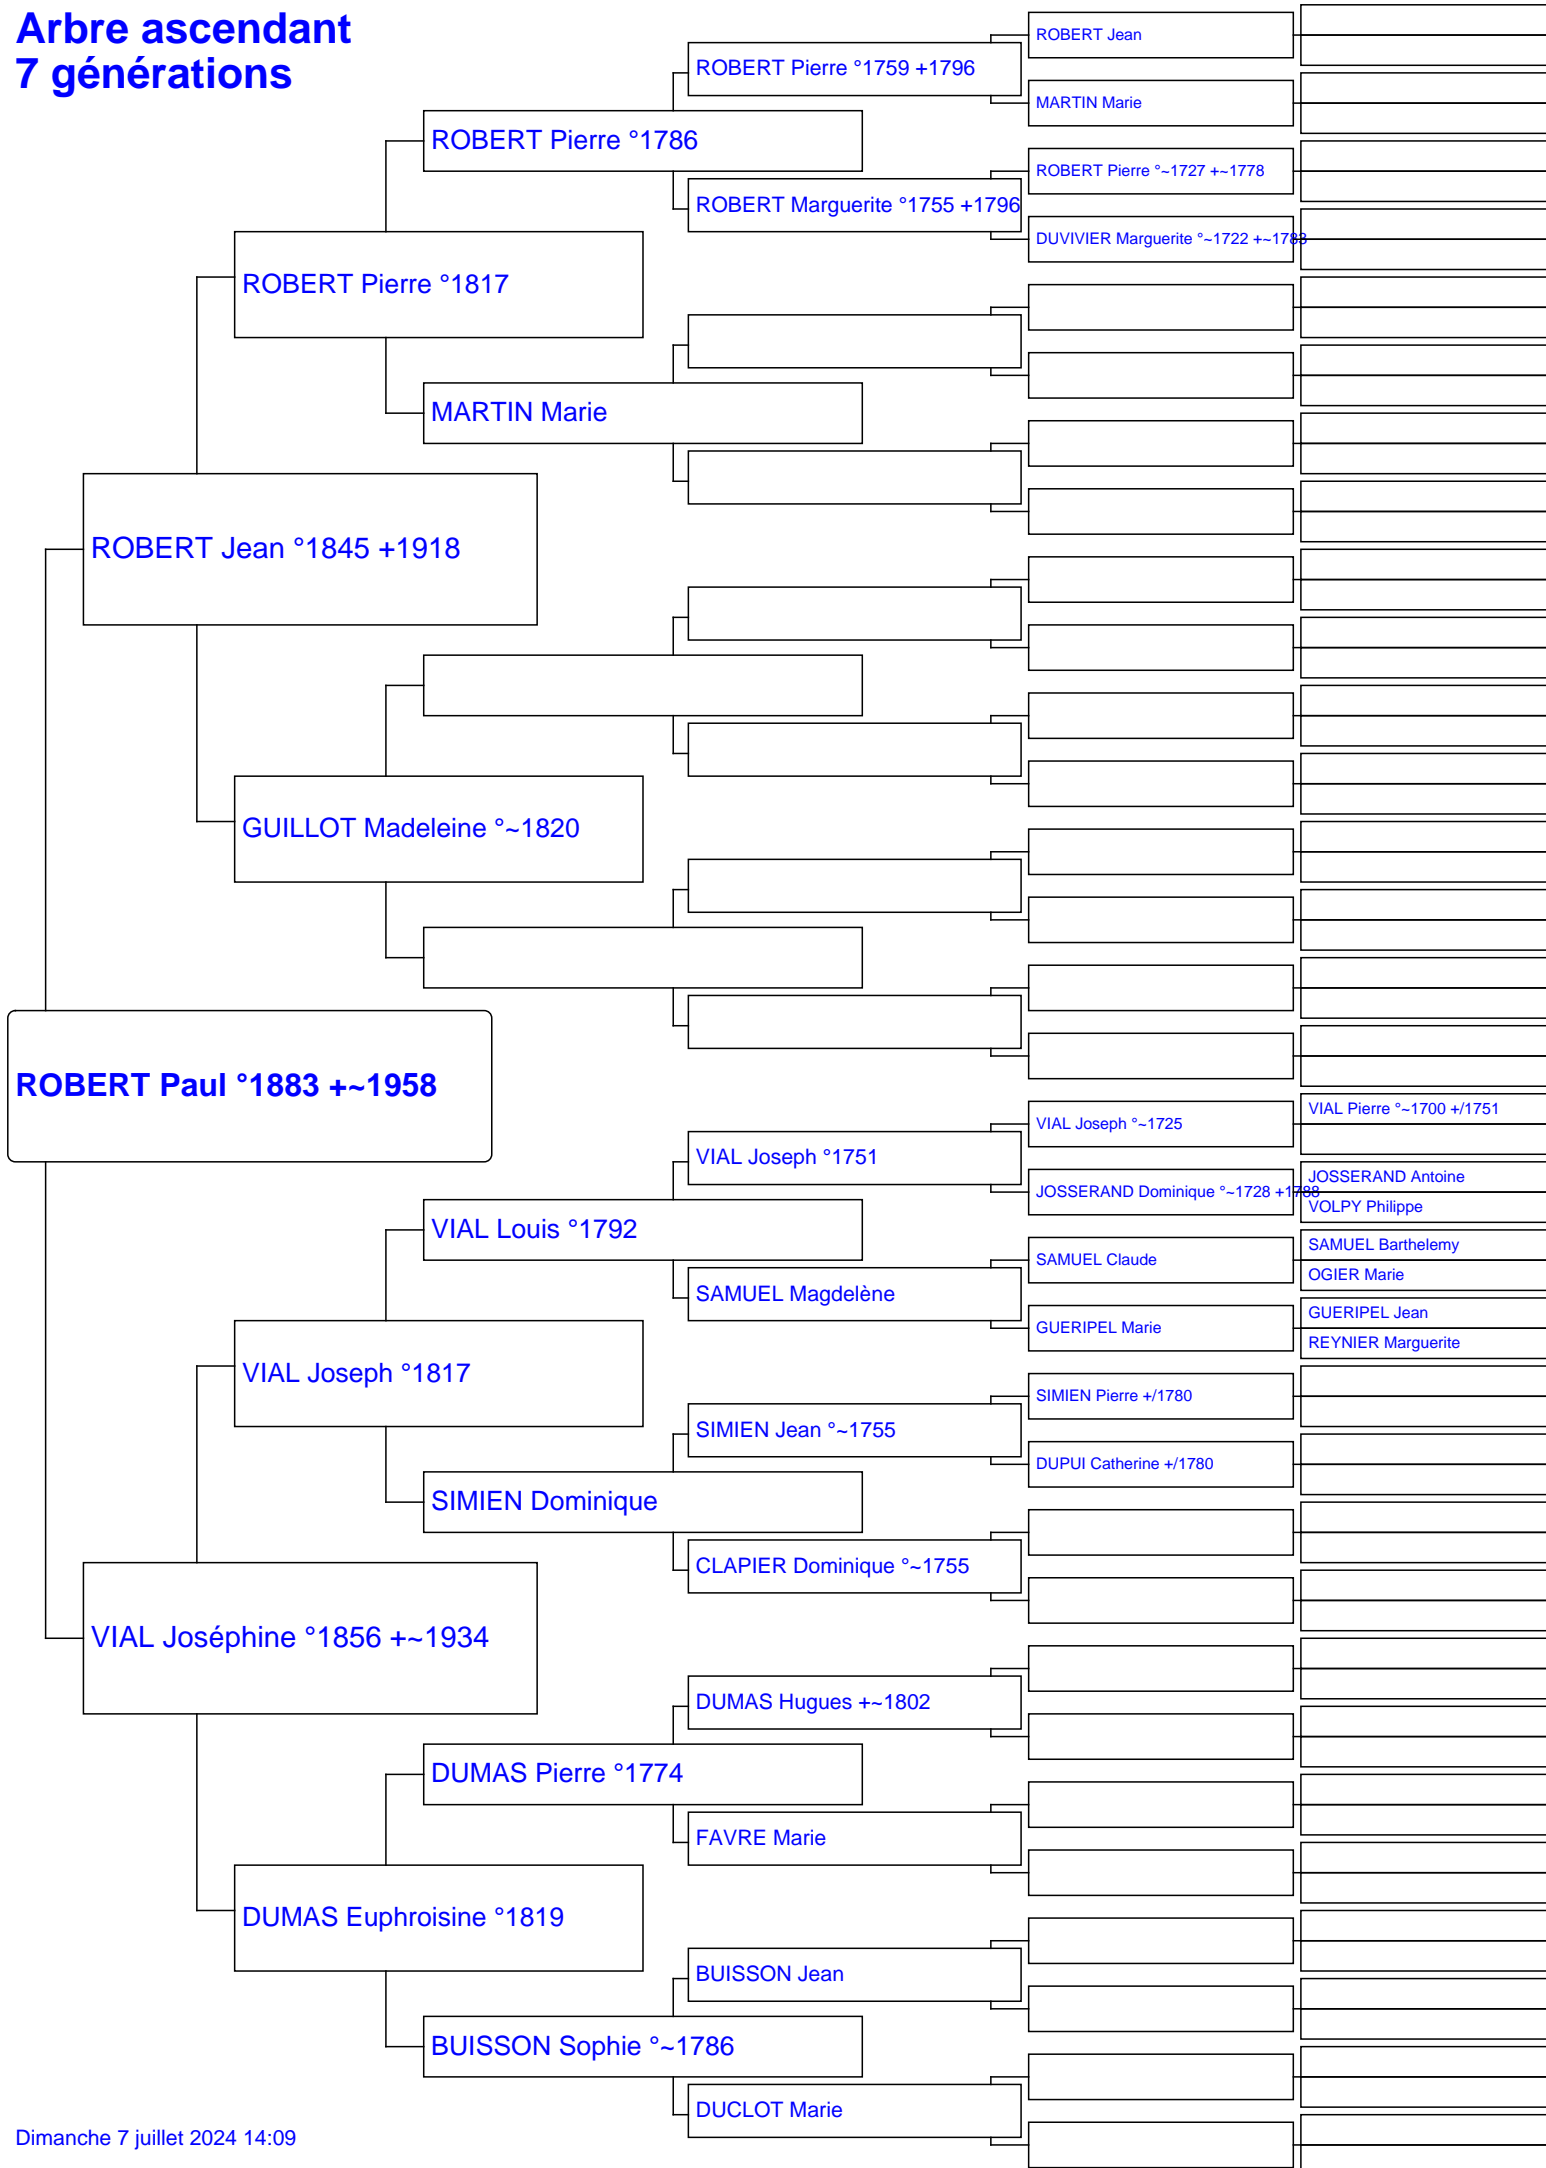 Arbre ascendant
7 générations
ROBERT Jean
ROBERT Pierre °1759 +1796
MARTIN Marie
ROBERT Pierre °1786
ROBERT Pierre °~1727 +~1778
ROBERT Marguerite °1755 +1796
DUVIVIER Marguerite °~1722 +~1783
ROBERT Pierre °1817
MARTIN Marie
ROBERT Jean °1845 +1918
GUILLOT Madeleine °~1820
ROBERT Paul °1883 +~1958
VIAL Pierre °~1700 +/1751
VIAL Joseph °~1725
VIAL Joseph °1751
JOSSERAND Antoine
JOSSERAND Dominique °~1728 +1788
VOLPY Philippe
VIAL Louis °1792
SAMUEL Barthelemy
SAMUEL Claude
OGIER Marie
SAMUEL Magdelène
GUERIPEL Jean
GUERIPEL Marie
REYNIER Marguerite
VIAL Joseph °1817
SIMIEN Pierre +/1780
SIMIEN Jean °~1755
DUPUI Catherine +/1780
SIMIEN Dominique
CLAPIER Dominique °~1755
VIAL Joséphine °1856 +~1934
DUMAS Hugues +~1802
DUMAS Pierre °1774
FAVRE Marie
DUMAS Euphroisine °1819
BUISSON Jean
BUISSON Sophie °~1786
DUCLOT Marie
Dimanche 7 juillet 2024 14:09